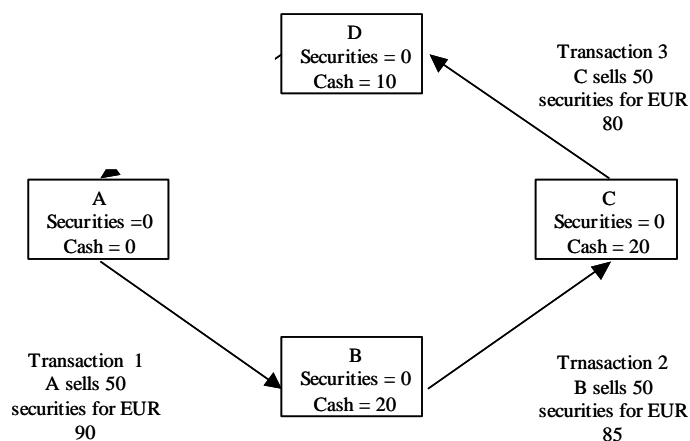 D
Securities = 0
Cash = 10
Transaction 3
C sells 50
securities for EUR
80
A
Securities =0
Cash = 0
C
Securities = 0
Cash = 20
Transaction 1
A sells 50
securities for EUR
90
B
Securities = 0
Cash = 20
Trnasaction 2
B sells 50
securities for EUR
85